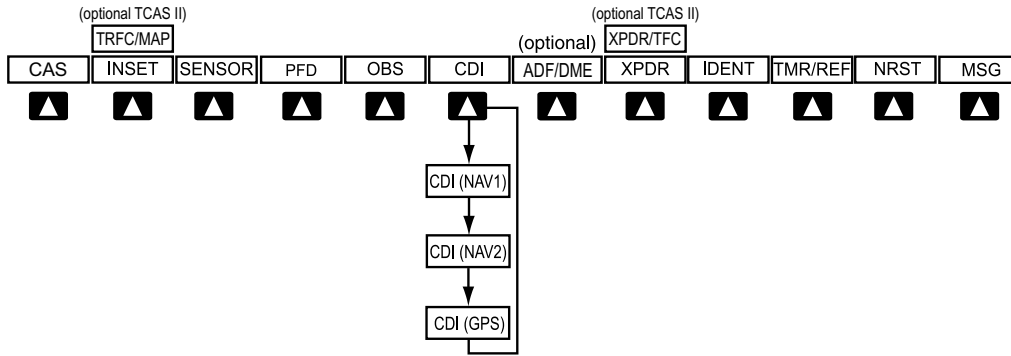 (optional TCAS II) (optional TCAS II)
TRFC/MAP (optional) XPDR/TFC
CAS INSET SENSOR PFD OBS CDI ADF/DME XPDR IDENT TMR/REF NRST MSG
CDI (NAV1)
CDI (NAV2)
CDI (GPS)